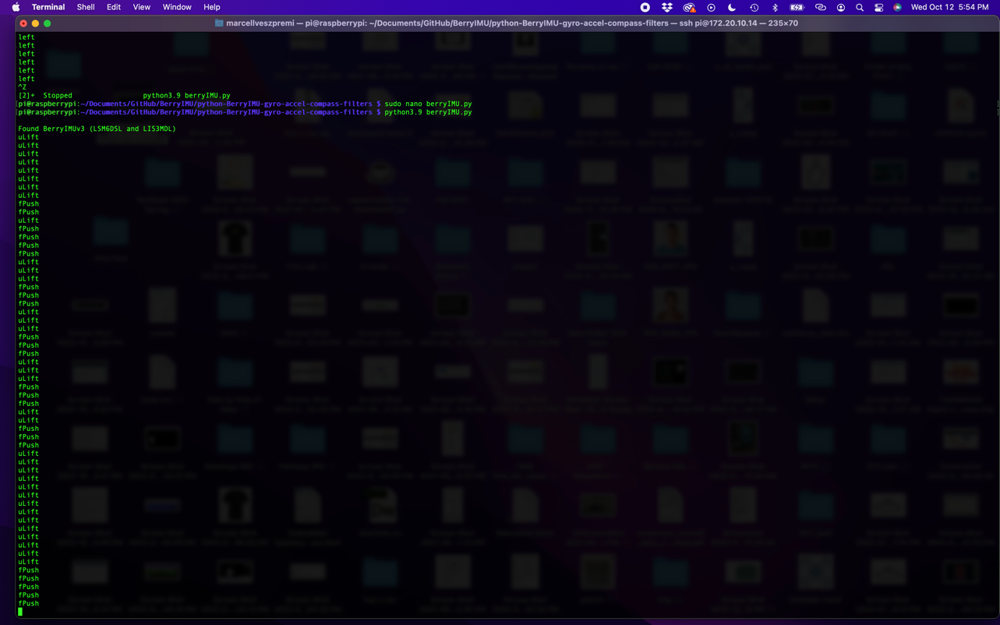 Terminal Shell Edit View Window Help Wed Oct 12 5:54 PM
marcellveszpremi — pi@raspberrypi: ~/Documents/GitHub/BerryIMU/python-BerryIMU-gyro-accel-compass-filters — ssh pi@172.20.10.14 — 235×70
left
left
left
left
left
left
^Z
[2]+  Stopped                 python3.9 berryIMU.py
pi@raspberrypi:~/Documents/GitHub/BerryIMU/python-BerryIMU-gyro-accel-compass-filters $ sudo nano berryIMU.py
pi@raspberrypi:~/Documents/GitHub/BerryIMU/python-BerryIMU-gyro-accel-compass-filters $ python3.9 berryIMU.py
Found BerryIMUv3 (LSM6DSL and LIS3MDL)
uLift
uLift
uLift
uLift
uLift
uLift
uLift
uLift
fPush
fPush
uLift
fPush
fPush
fPush
fPush
uLift
uLift
uLift
fPush
fPush
fPush
uLift
uLift
uLift
fPush
fPush
fPush
uLift
uLift
uLift
fPush
fPush
fPush
uLift
uLift
fPush
fPush
fPush
uLift
uLift
uLift
uLift
uLift
uLift
uLift
uLift
uLift
uLift
uLift
uLift
uLift
uLift
fPush
fPush
fPush
fPush
fPush